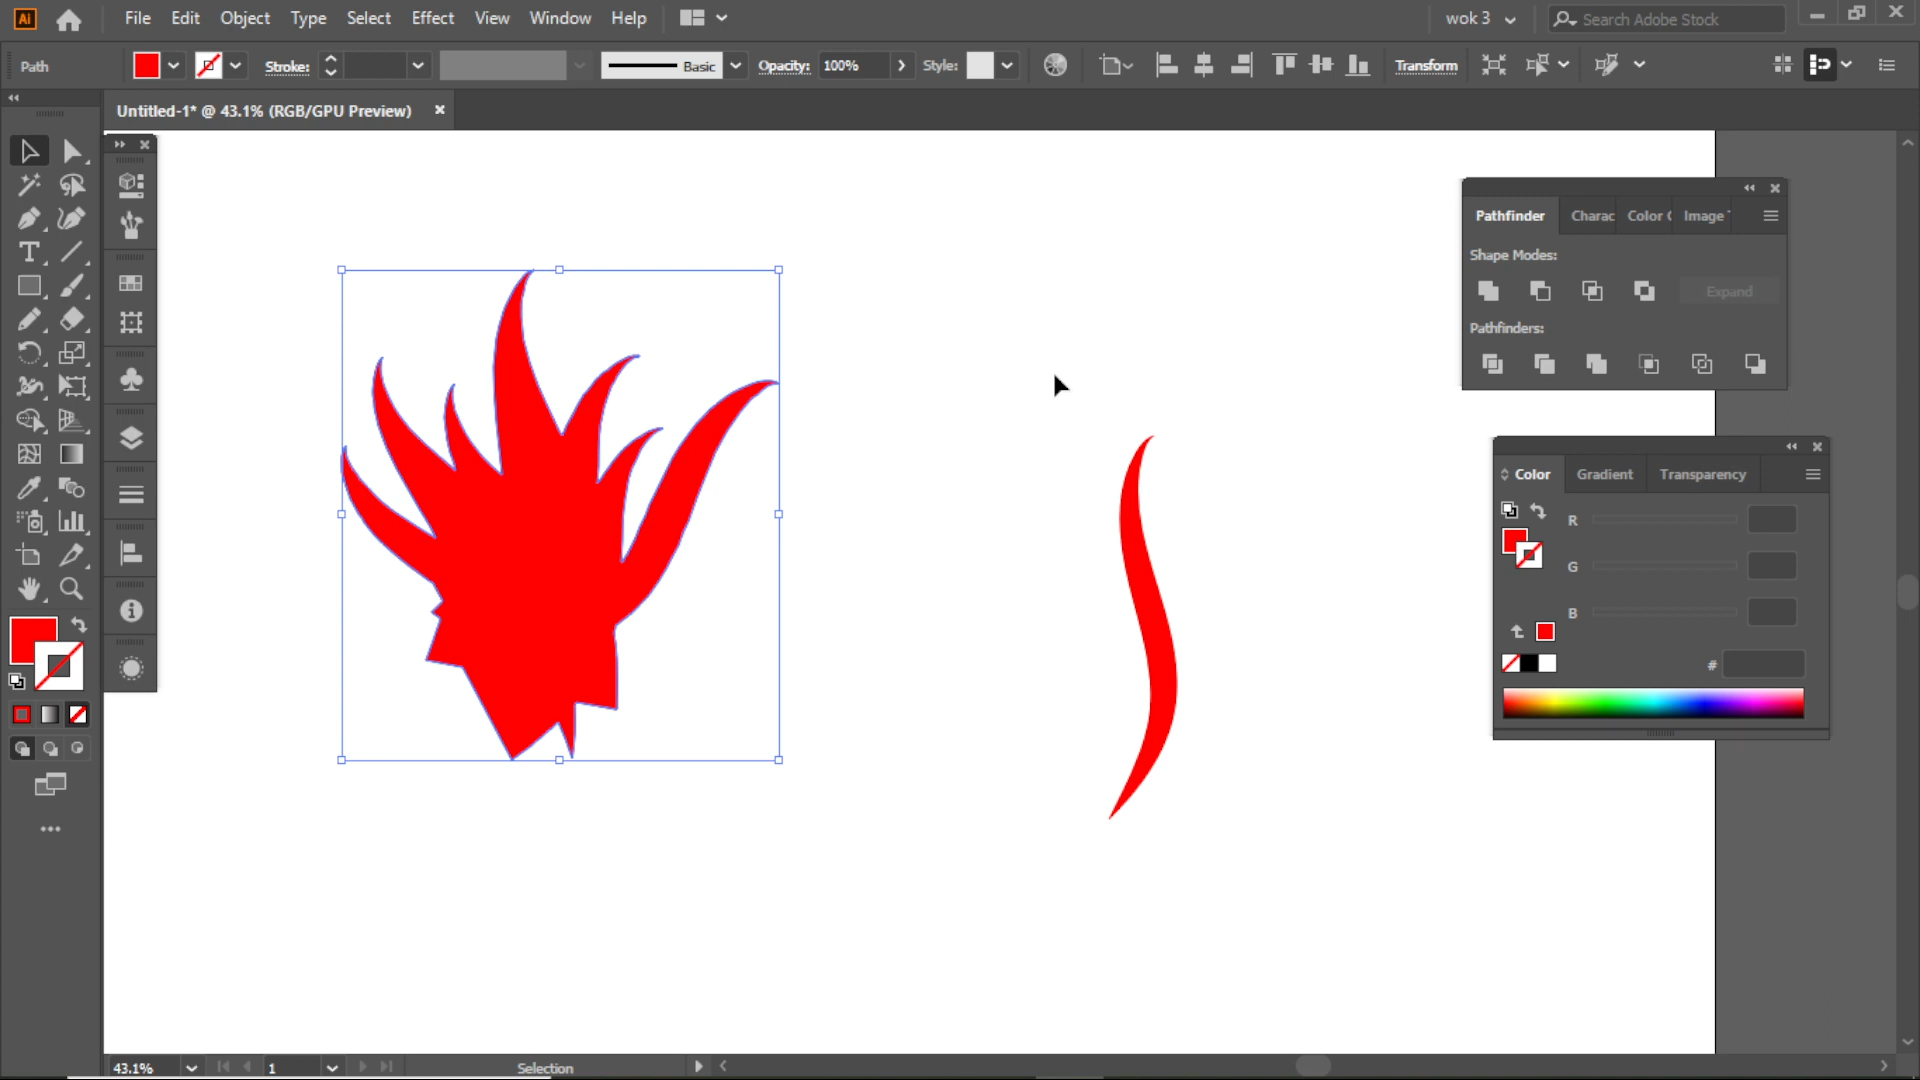 Ai File Edit Object Type Select Effect View Window Help wok 3 Search Adobe Stock
Path Stroke: Basic Opacity: 100% Style: Transform
Untitled-1* @ 43.1% (RGB/GPU Preview)
Pathfinder Charac Color Image
Shape Modes:
Expand
Pathfinders:
Color Gradient Transparency
R
G
B
#
43.1% 1 Selection